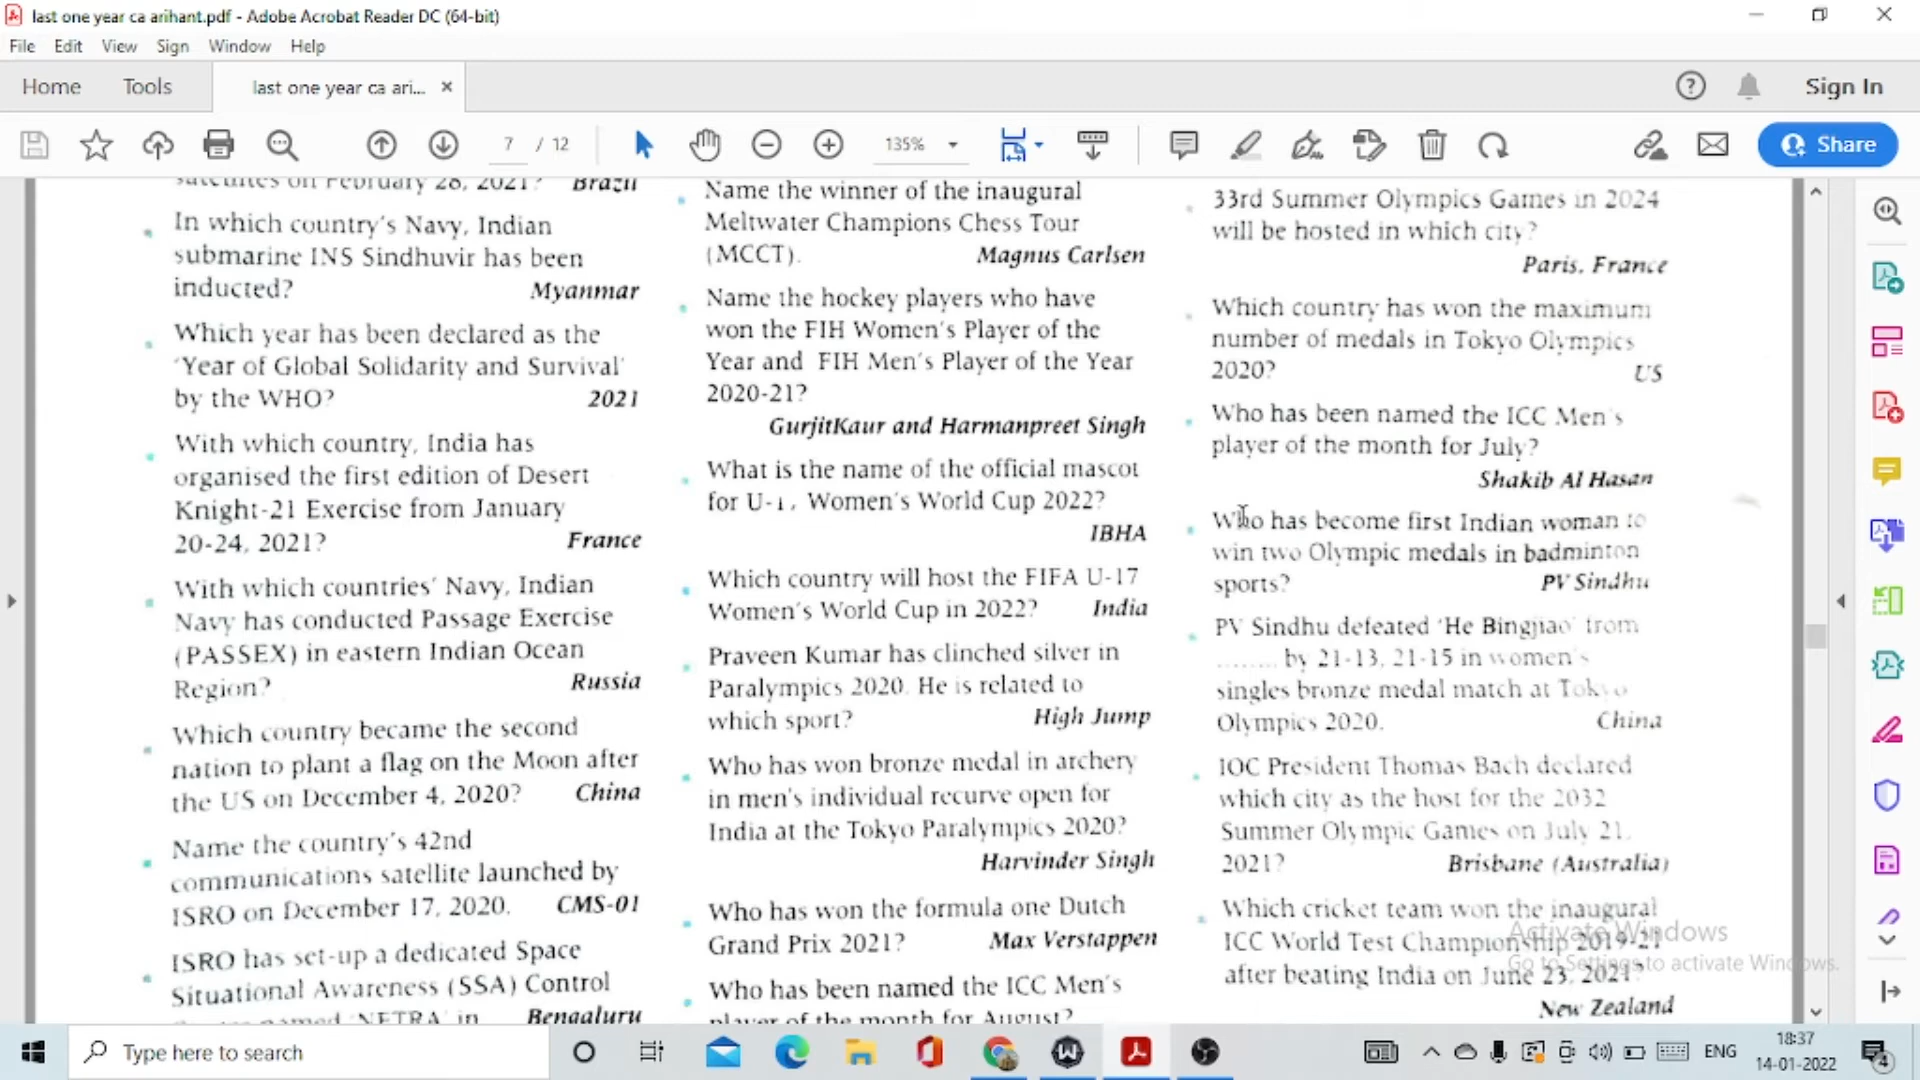 last one year ca arihant.pdf - Adobe Acrobat Reader DC (64-bit)
File Edit View Sign Window Help
Home Tools last one year ca ari... × Sign In
7 / 12 135% Share
satellites on February 28, 2021? Brazil
In which country's Navy, Indian
submarine INS Sindhuvir has been
inducted? Myanmar
Which year has been declared as the
'Year of Global Solidarity and Survival'
by the WHO? 2021
With which country, India has
organised the first edition of Desert
Knight-21 Exercise from January
20-24, 2021? France
With which countries' Navy, Indian
Navy has conducted Passage Exercise
(PASSEX) in eastern Indian Ocean
Region? Russia
Which country became the second
nation to plant a flag on the Moon after
the US on December 4, 2020? China
Name the country's 42nd
communications satellite launched by
ISRO on December 17, 2020. CMS-01
ISRO has set-up a dedicated Space
Situational Awareness (SSA) Control
named 'NETRA' in Bengaluru
Name the winner of the inaugural
Meltwater Champions Chess Tour
(MCCT). Magnus Carlsen
Name the hockey players who have
won the FIH Women's Player of the
Year and FIH Men's Player of the Year
2020-21?
GurjitKaur and Harmanpreet Singh
What is the name of the official mascot
for Women's World Cup 2022?
IBHA
Which country will host the FIFA U-17
Women's World Cup in 2022? India
Praveen Kumar has clinched silver in
Paralympics 2020. He is related to
which sport? High Jump
Who has won bronze medal in archery
in men's individual recurve open for
India at the Tokyo Paralympics 2020?
Harvinder Singh
Who has won the formula one Dutch
Grand Prix 2021? Max Verstappen
Who has been named the ICC Men's
player of the month for August?
33rd Summer Olympics Games in 2024
will be hosted in which city?
Paris, France
Which country has won the maximum
number of medals in Tokyo Olympics
2020? US
Who has been named the ICC Men's
player of the month for July?
Shakib Al Hasan
Who has become first Indian woman to
win two Olympic medals in badminton
sports? PV Sindhu
PV Sindhu defeated 'He Bingjiao' from
........ by 21-13, 21-15 in women's
singles bronze medal match at Tokyo
Olympics 2020. China
IOC President Thomas Bach declared
which city as the host for the 2032
Summer Olympic Games on July 21,
2021? Brisbane (Australia)
Which cricket team won the inaugural
ICC World Test Championship 2019-21
after beating India on June 23, 2021?
New Zealand
Activate Windows
Go to Settings to activate Windows.
Type here to search
ENG 18:37
14-01-2022
4